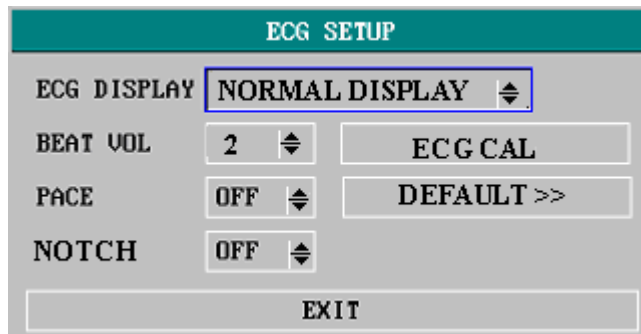 ECG SETUP
ECG DISPLAY NORMAL DISPLAY
BEAT VOL 2 ECG CAL
PACE OFF DEFAULT >>
NOTCH OFF
EXIT